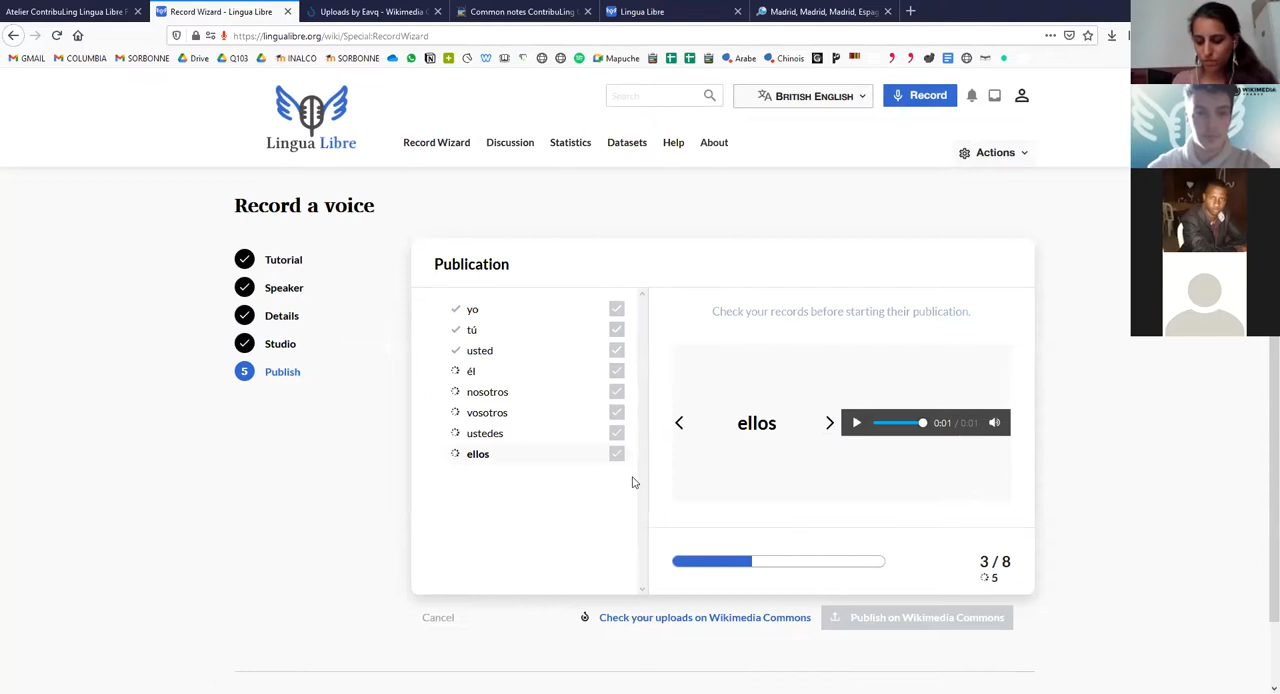 Atelier ContribuLing Lingua Libre F
Record Wizard - Lingua Libre
Uploads by Eavq - Wikimedia C
Common notes ContribuLing
Lingua Libre
Madrid, Madrid, Madrid, Espag
https://lingualibre.org/wiki/Special:RecordWizard
GMAIL
COLUMBIA
SORBONNE
Drive
Q103
INALCO
SORBONNE
Mapuche
Arabe
Chinois
WIKIMEDIA
Lingua Libre
Search
BRITISH ENGLISH
Record
Record Wizard
Discussion
Statistics
Datasets
Help
About
Actions
Record a voice
Tutorial
Speaker
Details
Studio
5 Publish
Publication
yo
tú
usted
él
nosotros
vosotros
ustedes
ellos
Check your records before starting their publication.
ellos
0:01 / 0:01
3 / 8
5
Cancel
Check your uploads on Wikimedia Commons
Publish on Wikimedia Commons